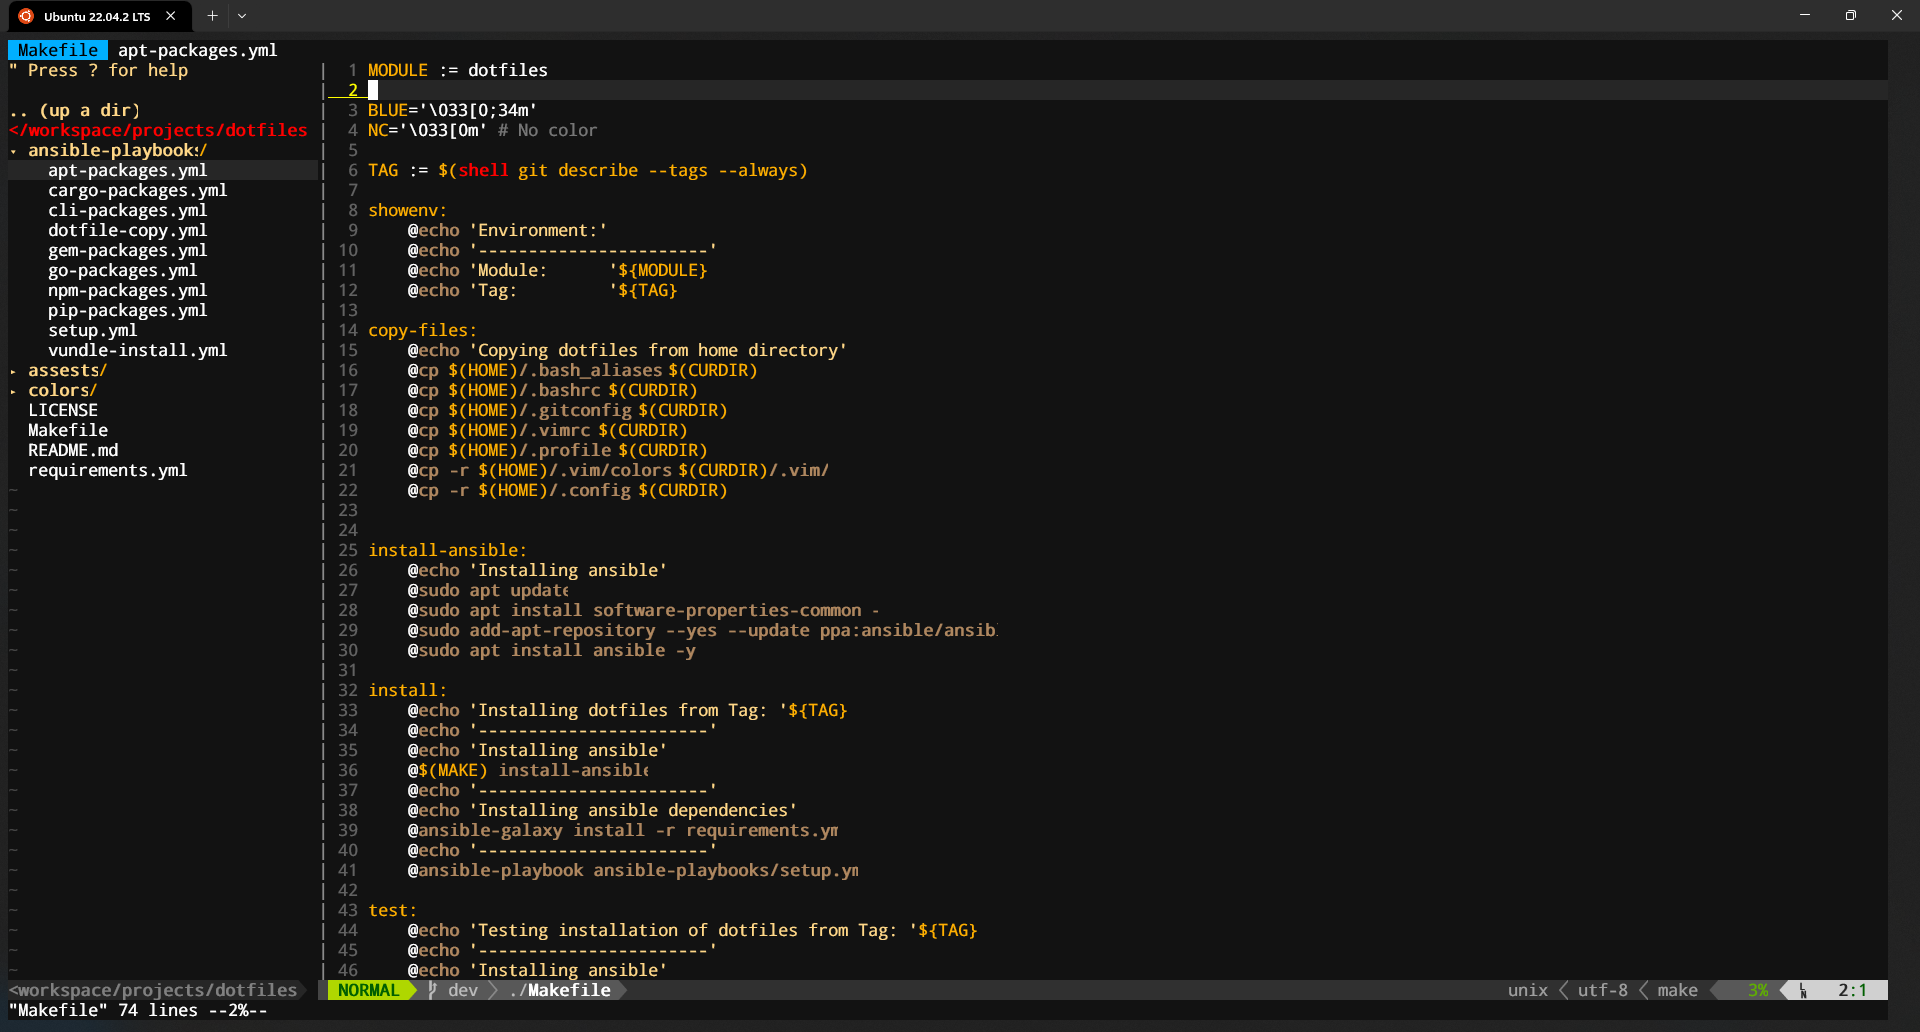 Ubuntu 22.04.2 LTS
Makefile apt-packages.yml
" Press ? for help
.. (up a dir)
</workspace/projects/dotfiles
ansible-playbooks/
apt-packages.yml
cargo-packages.yml
cli-packages.yml
dotfile-copy.yml
gem-packages.yml
go-packages.yml
npm-packages.yml
pip-packages.yml
setup.yml
vundle-install.yml
assests/
colors/
LICENSE
Makefile
README.md
requirements.yml
1 MODULE := dotfiles
2
3 BLUE='\033[0;34m'
4 NC='\033[0m' # No color
5
6 TAG := $(shell git describe --tags --always)
7
8 showenv:
9 @echo 'Environment:'
10 @echo '-----------------------'
11 @echo 'Module:      '${MODULE}
12 @echo 'Tag:         '${TAG}
13
14 copy-files:
15 @echo 'Copying dotfiles from home directory'
16 @cp $(HOME)/.bash_aliases $(CURDIR)
17 @cp $(HOME)/.bashrc $(CURDIR)
18 @cp $(HOME)/.gitconfig $(CURDIR)
19 @cp $(HOME)/.vimrc $(CURDIR)
20 @cp $(HOME)/.profile $(CURDIR)
21 @cp -r $(HOME)/.vim/colors $(CURDIR)/.vim/
22 @cp -r $(HOME)/.config $(CURDIR)
23
24
25 install-ansible:
26 @echo 'Installing ansible'
27 @sudo apt update
28 @sudo apt install software-properties-common -
29 @sudo add-apt-repository --yes --update ppa:ansible/ansibl
30 @sudo apt install ansible -y
31
32 install:
33 @echo 'Installing dotfiles from Tag: '${TAG}
34 @echo '-----------------------'
35 @echo 'Installing ansible'
36 @$(MAKE) install-ansible
37 @echo '-----------------------'
38 @echo 'Installing ansible dependencies'
39 @ansible-galaxy install -r requirements.ym
40 @echo '-----------------------'
41 @ansible-playbook ansible-playbooks/setup.ym
42
43 test:
44 @echo 'Testing installation of dotfiles from Tag: '${TAG}
45 @echo '-----------------------'
46 @echo 'Installing ansible'
<workspace/projects/dotfiles NORMAL dev ./Makefile unix utf-8 make 3% LN 2:1
"Makefile" 74 lines --2%--